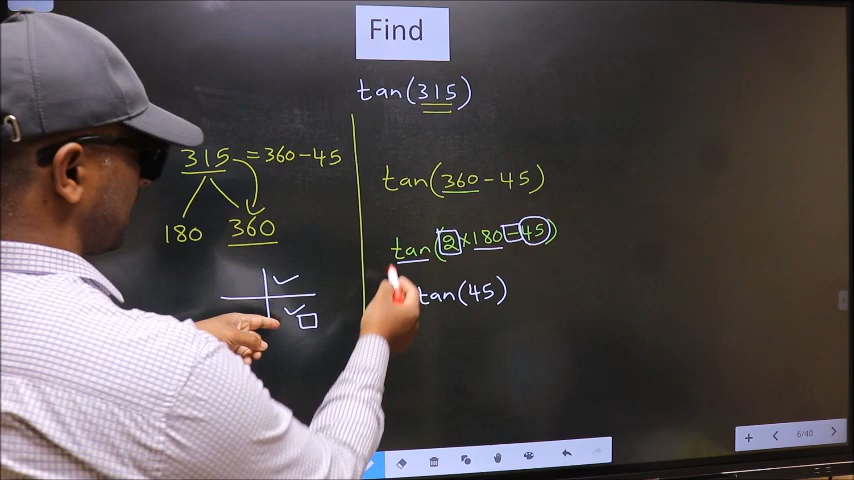 Find
tan(315)
315 = 360-45
180 360
tan(360-45)
tan(2×180-45)
tan(45)
6/40